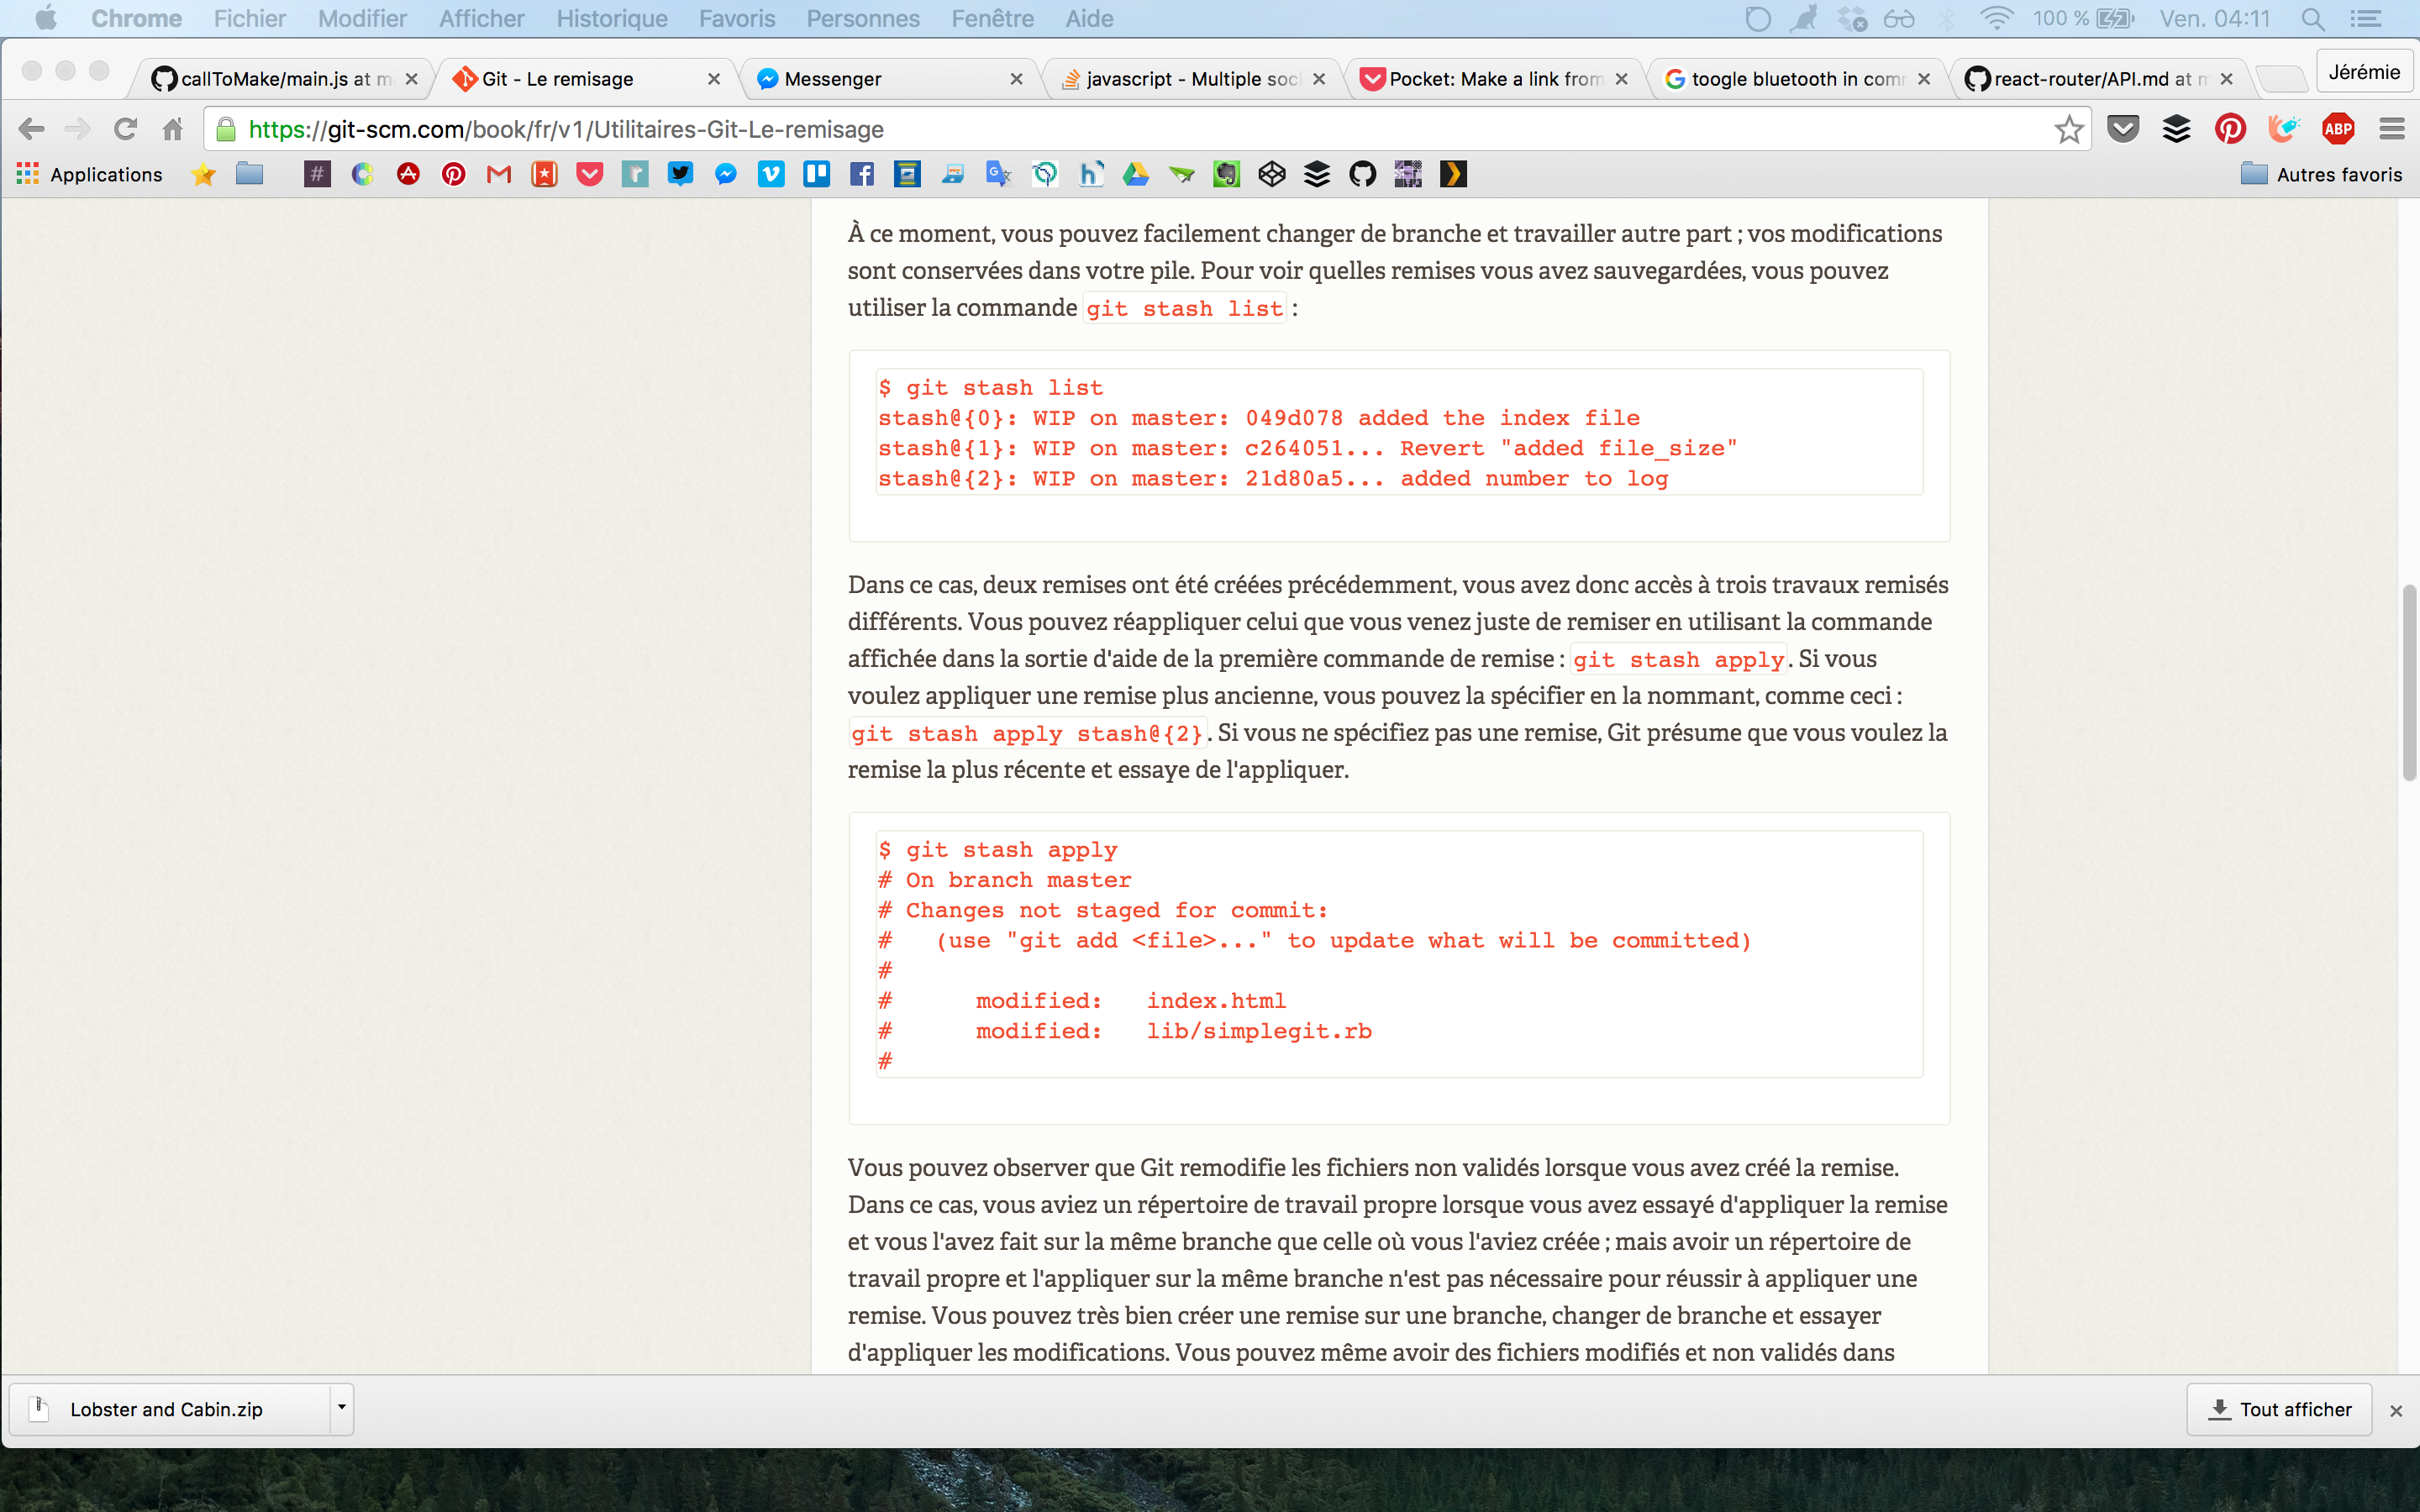 Chrome Fichier Modifier Afficher Historique Favoris Personnes Fenêtre Aide 100 % Ven. 04:11
callToMake/main.js at m Git - Le remisage Messenger javascript - Multiple soc Pocket: Make a link from toogle bluetooth in com react-router/API.md at Jérémie
https://git-scm.com/book/fr/v1/Utilitaires-Git-Le-remisage ABP
Applications Autres favoris
À ce moment, vous pouvez facilement changer de branche et travailler autre part ; vos modifications
sont conservées dans votre pile. Pour voir quelles remises vous avez sauvegardées, vous pouvez
utiliser la commande git stash list :
$ git stash list
stash@{0}: WIP on master: 049d078 added the index file
stash@{1}: WIP on master: c264051... Revert "added file_size"
stash@{2}: WIP on master: 21d80a5... added number to log
Dans ce cas, deux remises ont été créées précédemment, vous avez donc accès à trois travaux remisés
différents. Vous pouvez réappliquer celui que vous venez juste de remiser en utilisant la commande
affichée dans la sortie d'aide de la première commande de remise : git stash apply. Si vous
voulez appliquer une remise plus ancienne, vous pouvez la spécifier en la nommant, comme ceci :
git stash apply stash@{2}. Si vous ne spécifiez pas une remise, Git présume que vous voulez la
remise la plus récente et essaye de l'appliquer.
$ git stash apply
# On branch master
# Changes not staged for commit:
#   (use "git add <file>..." to update what will be committed)
#
#      modified:   index.html
#      modified:   lib/simplegit.rb
#
Vous pouvez observer que Git remodifie les fichiers non validés lorsque vous avez créé la remise.
Dans ce cas, vous aviez un répertoire de travail propre lorsque vous avez essayé d'appliquer la remise
et vous l'avez fait sur la même branche que celle où vous l'aviez créée ; mais avoir un répertoire de
travail propre et l'appliquer sur la même branche n'est pas nécessaire pour réussir à appliquer une
remise. Vous pouvez très bien créer une remise sur une branche, changer de branche et essayer
d'appliquer les modifications. Vous pouvez même avoir des fichiers modifiés et non validés dans
Lobster and Cabin.zip Tout afficher